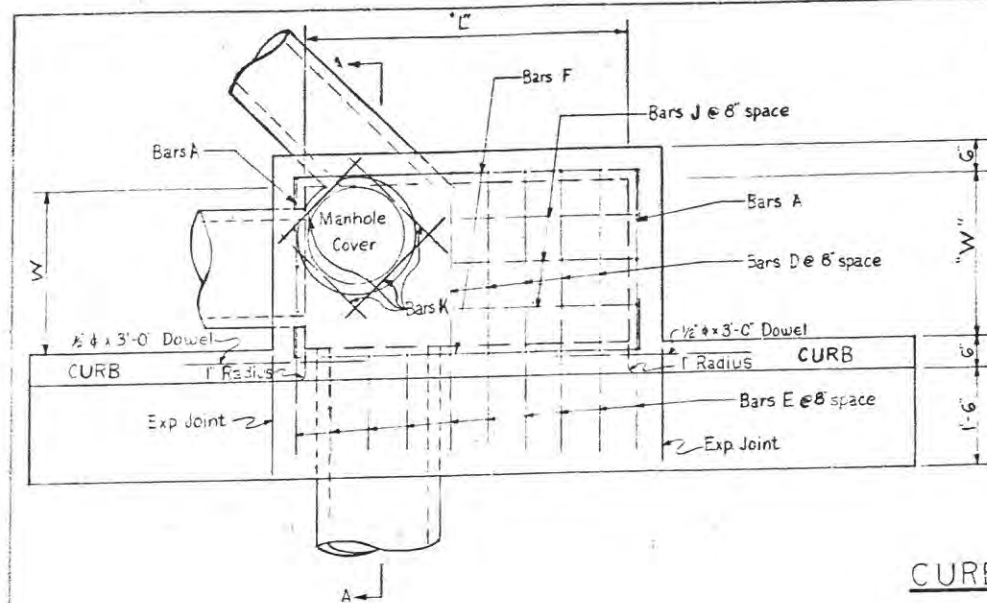 "L"
A
Bars F
Bars J @ 8" space
Bars A
6"
Bars A
Manhole
Cover
W
"W"
Bars D @ 8" space
Bars K
½" ϕ x 3'-0" Dowel
½" ϕ x 3'-0" Dowel
CURB
1" Radius
1" Radius
CURB
6"
Bars E @ 8" space
Exp Joint
Exp. Joint
1'-6"
A
CURB